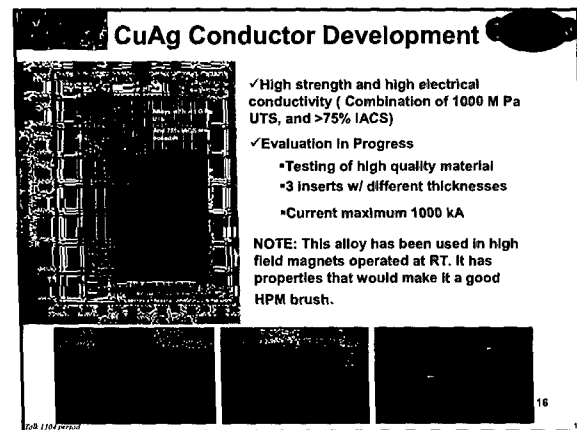 CuAg Conductor Development
✓High strength and high electrical
conductivity ( Combination of 1000 M Pa
UTS, and >75% IACS)
✓Evaluation In Progress
▪Testing of high quality material
▪3 inserts w/ different thicknesses
▪Current maximum 1000 kA
NOTE: This alloy has been used in high
field magnets operated at RT. It has
properties that would make it a good
HPM brush.
16
Talk 1104 period